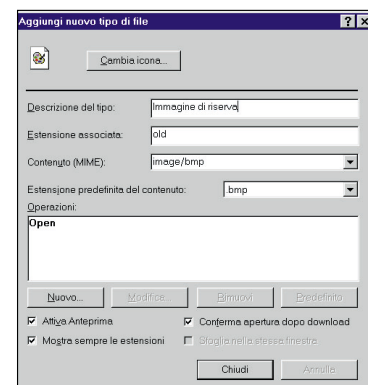 Aggiungi nuovo tipo di file
Cambia icona...
Descrizione del tipo: Immagine di riserva
Estensione associata: old
Contenuto (MIME): image/bmp
Estensione predefinita del contenuto: .bmp
Operazioni:
Open
Nuovo... Modifica... Rimuovi Predefinito
Attiva Anteprima Conferma apertura dopo download
Mostra sempre le estensioni Sfoglia nella stessa finestra
Chiudi Annulla